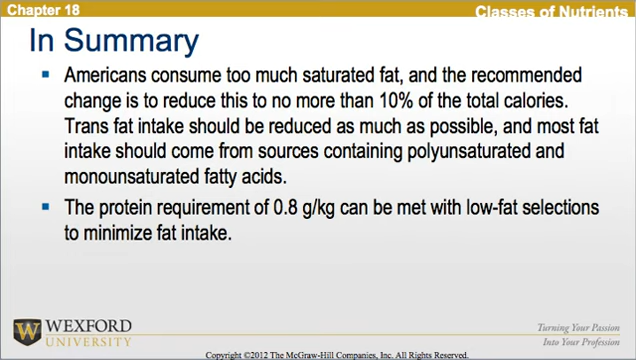 Chapter 18
Classes of Nutrients
In Summary
Americans consume too much saturated fat, and the recommended
change is to reduce this to no more than 10% of the total calories.
Trans fat intake should be reduced as much as possible, and most fat
intake should come from sources containing polyunsaturated and
monounsaturated fatty acids.
The protein requirement of 0.8 g/kg can be met with low-fat selections
to minimize fat intake.
W
WEXFORD
UNIVERSITY
Turning Your Passion
Into Your Profession
Copyright ©2012 The McGraw-Hill Companies, Inc. All Rights Reserved.